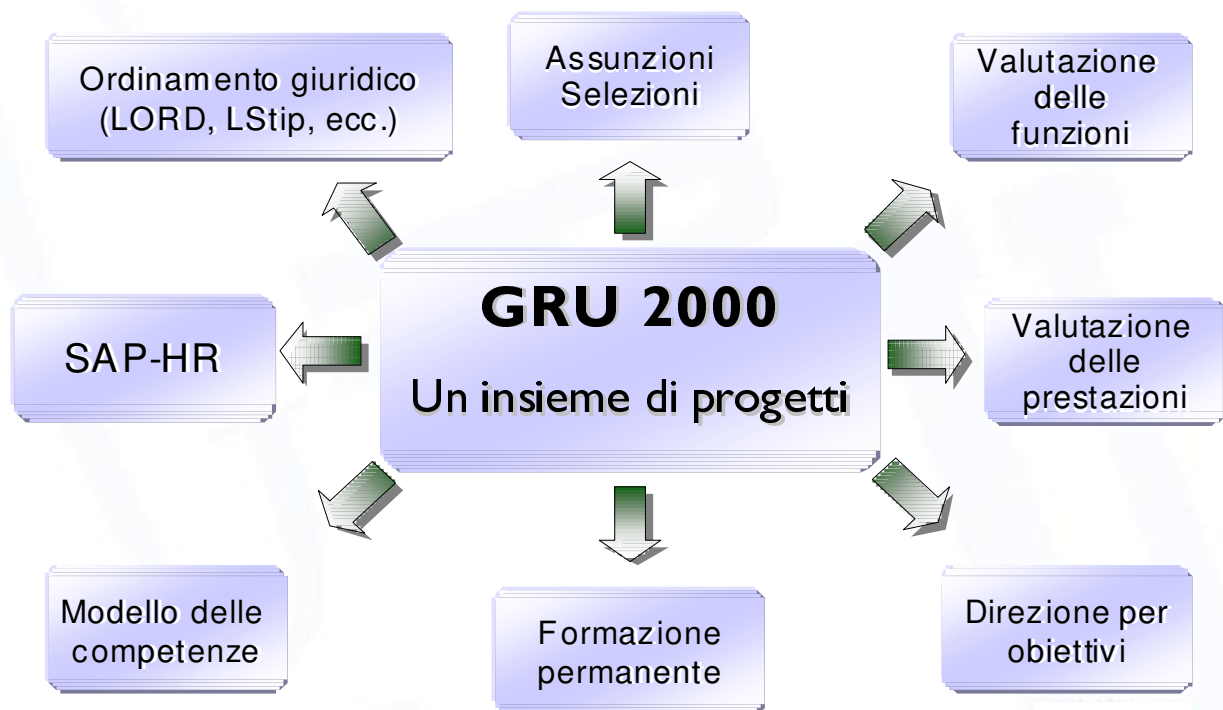 Ordinamento giuridico
(LORD, LStip, ecc.)
Assunzioni
Selezioni
Valutazione
delle
funzioni
SAP-HR
GRU 2000
Un insieme di progetti
Valutazione
delle
prestazioni
Modello delle
competenze
Formazione
permanente
Direzione per
obiettivi